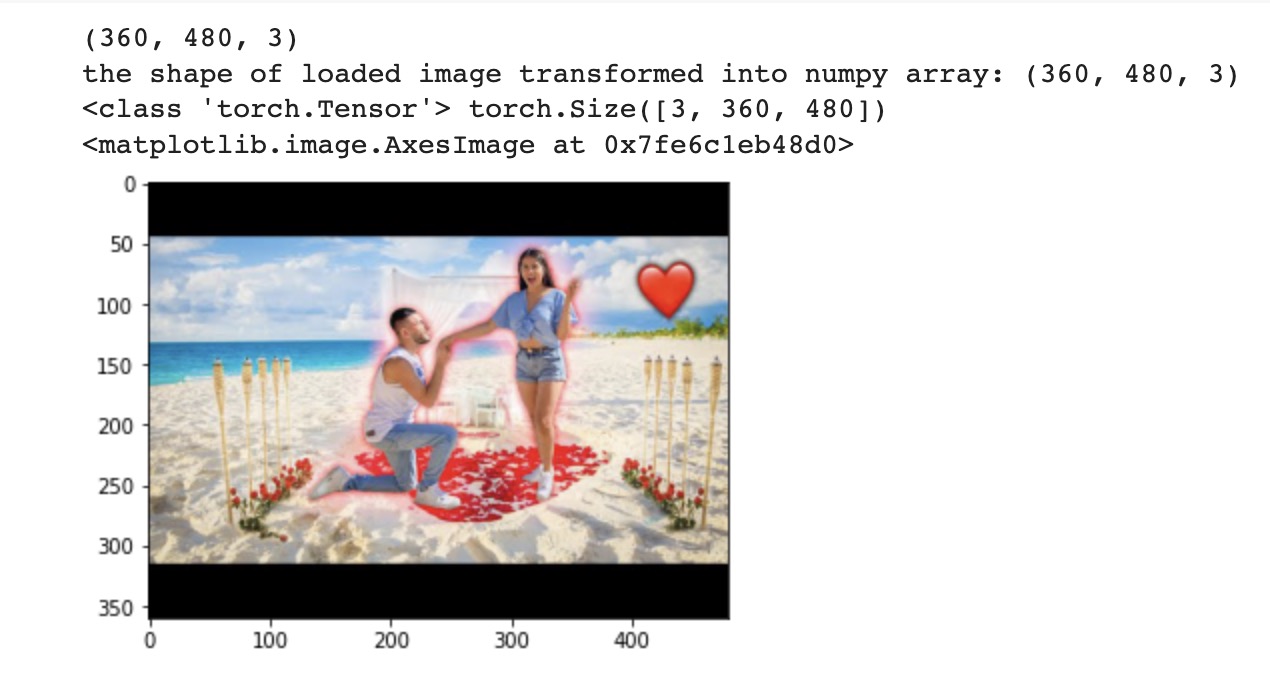 (360, 480, 3)
the shape of loaded image transformed into numpy array: (360, 480, 3)
<class 'torch.Tensor'> torch.Size([3, 360, 480])
<matplotlib.image.AxesImage at 0x7fe6c1eb48d0>
0
50
100
150
200
250
300
350
0 100 200 300 400